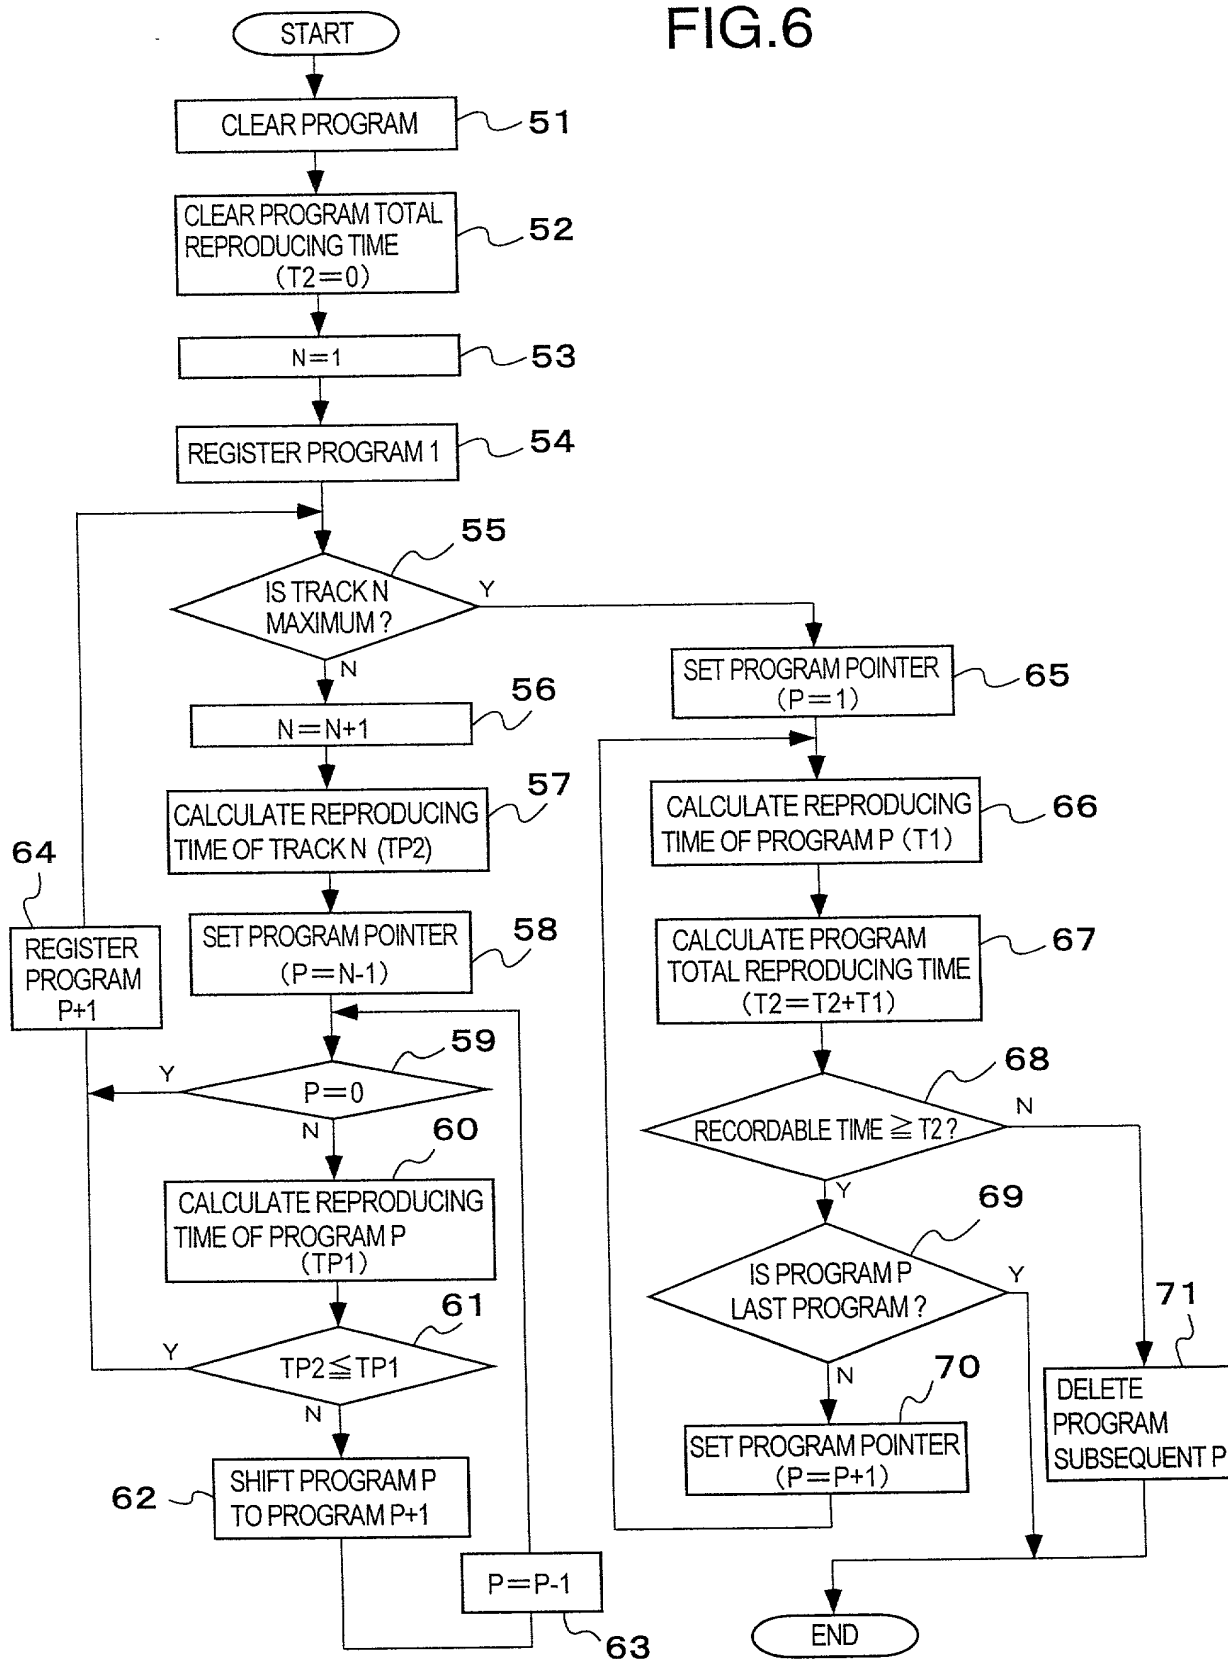 FIG.6
START
CLEAR PROGRAM
51
CLEAR PROGRAM TOTAL
REPRODUCING TIME
(T2=0)
52
N=1
53
REGISTER PROGRAM 1
54
55
IS TRACK N
MAXIMUM?
Y
N
N=N+1
56
CALCULATE REPRODUCING
TIME OF TRACK N (TP2)
57
SET PROGRAM POINTER
(P=N-1)
58
59
P=0
Y
N
60
CALCULATE REPRODUCING
TIME OF PROGRAM P
(TP1)
61
TP2≦TP1
Y
N
62
SHIFT PROGRAM P
TO PROGRAM P+1
P=P-1
63
64
REGISTER
PROGRAM
P+1
SET PROGRAM POINTER
(P=1)
65
CALCULATE REPRODUCING
TIME OF PROGRAM P (T1)
66
CALCULATE PROGRAM
TOTAL REPRODUCING TIME
(T2=T2+T1)
67
68
RECORDABLE TIME ≧ T2?
N
Y
69
IS PROGRAM P
LAST PROGRAM?
Y
N
70
SET PROGRAM POINTER
(P=P+1)
71
DELETE
PROGRAM
SUBSEQUENT P
END